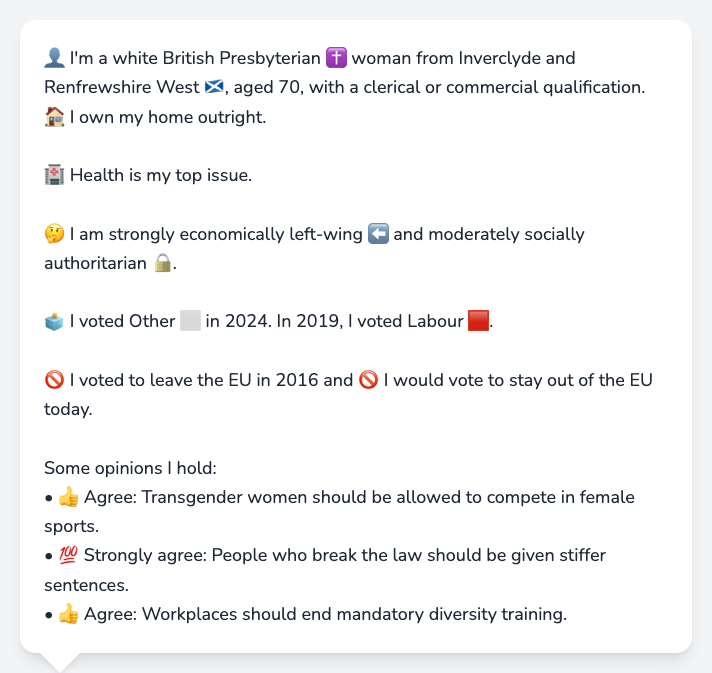 👤 I'm a white British Presbyterian ✝️ woman from Inverclyde and
Renfrewshire West 🏴󠁧󠁢󠁳󠁣󠁴󠁿, aged 70, with a clerical or commercial qualification.
🏠 I own my home outright.
🏥 Health is my top issue.
🤔 I am strongly economically left-wing ⬅️ and moderately socially
authoritarian 🔒.
🗳️ I voted Other ⬜ in 2024. In 2019, I voted Labour 🟥.
🚫 I voted to leave the EU in 2016 and 🚫 I would vote to stay out of the EU
today.
Some opinions I hold:
• 👍 Agree: Transgender women should be allowed to compete in female
sports.
• 💯 Strongly agree: People who break the law should be given stiffer
sentences.
• 👍 Agree: Workplaces should end mandatory diversity training.